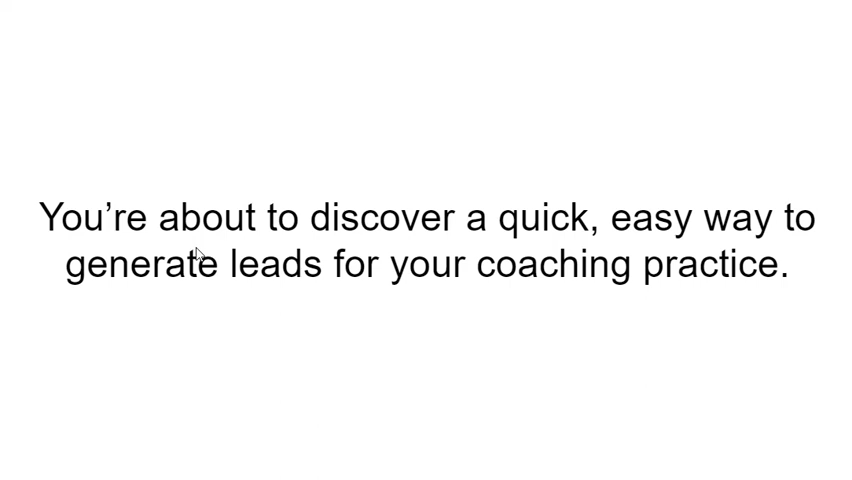 You’re about to discover a quick, easy way to
generate leads for your coaching practice.